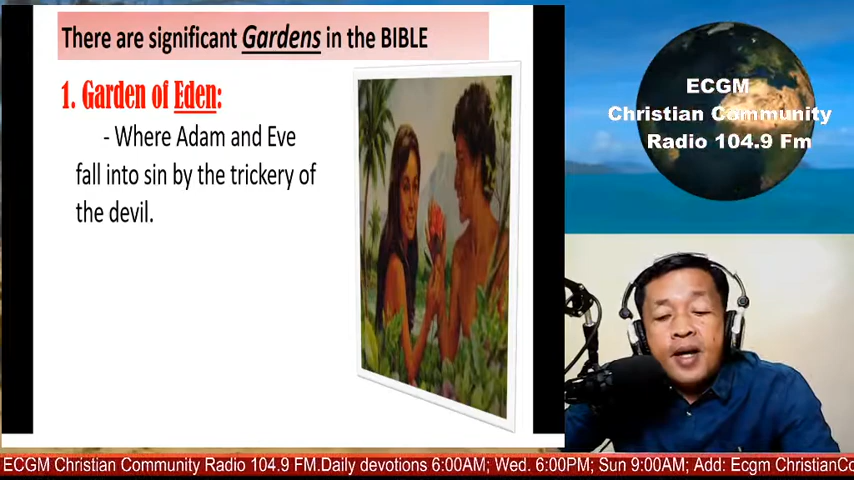 There are significant Gardens in the BIBLE
1. Garden of Eden:
- Where Adam and Eve
fall into sin by the trickery of
the devil.
ECGM
Christian Community
Radio 104.9 Fm
ECGM Christian Community Radio 104.9 FM.Daily devotions 6:00AM; Wed. 6:00PM; Sun 9:00AM; Add: Ecgm ChristianCo